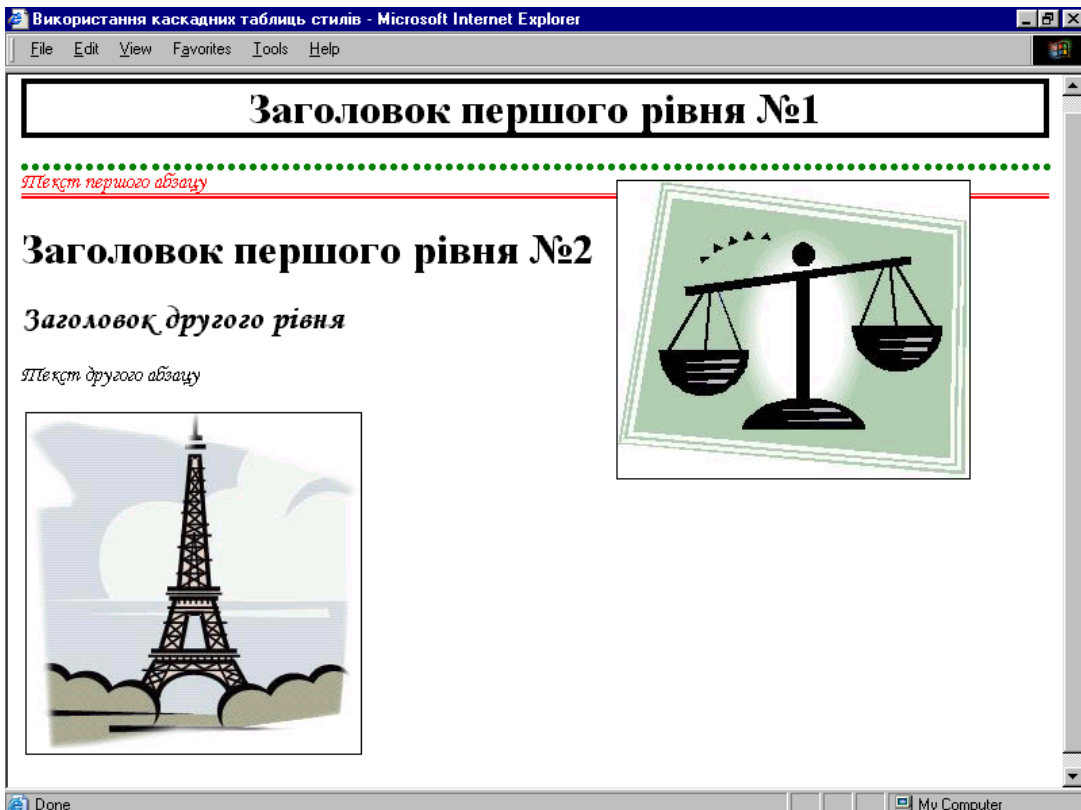 Використання каскадних таблиць стилів - Microsoft Internet Explorer
File Edit View Favorites Tools Help
Заголовок першого рівня №1
Текст першого абзацу
Заголовок першого рівня №2
Заголовок другого рівня
Текст другого абзацу
Done
My Computer